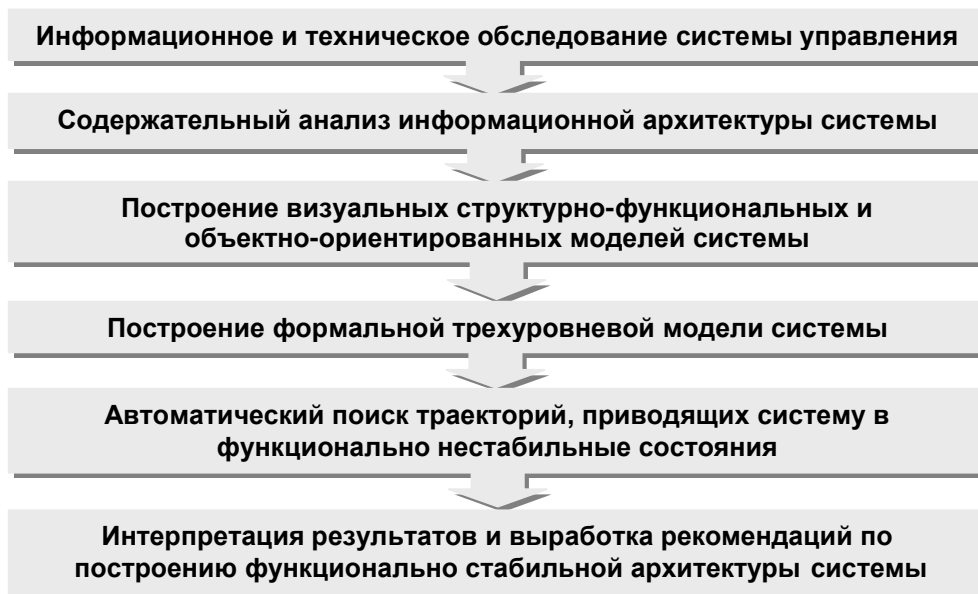 Информационное и техническое обследование системы управления
Содержательный анализ информационной архитектуры системы
Построение визуальных структурно-функциональных и
объектно-ориентированных моделей системы
Построение формальной трехуровневой модели системы
Автоматический поиск траекторий, приводящих систему в
функционально нестабильные состояния
Интерпретация результатов и выработка рекомендаций по
построению функционально стабильной архитектуры системы